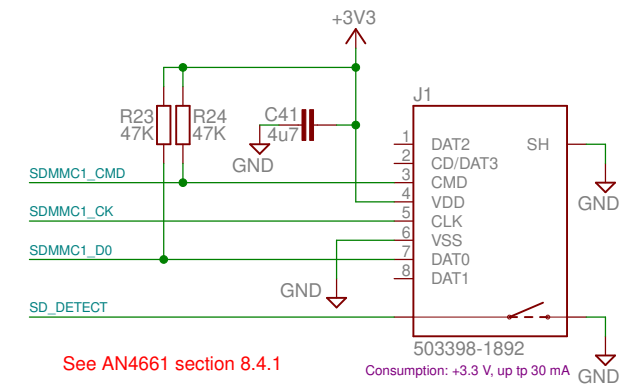 +3V3
J1
R23
47K
R24
47K
C41
4u7
GND
1
DAT2
SH
2
CD/DAT3
SDMMC1_CMD
3
CMD
4
VDD
GND
SDMMC1_CK
5
CLK
6
VSS
SDMMC1_D0
7
DAT0
8
DAT1
GND
SD_DETECT
503398-1892
See AN4661 section 8.4.1
Consumption: +3.3 V, up tp 30 mA
GND